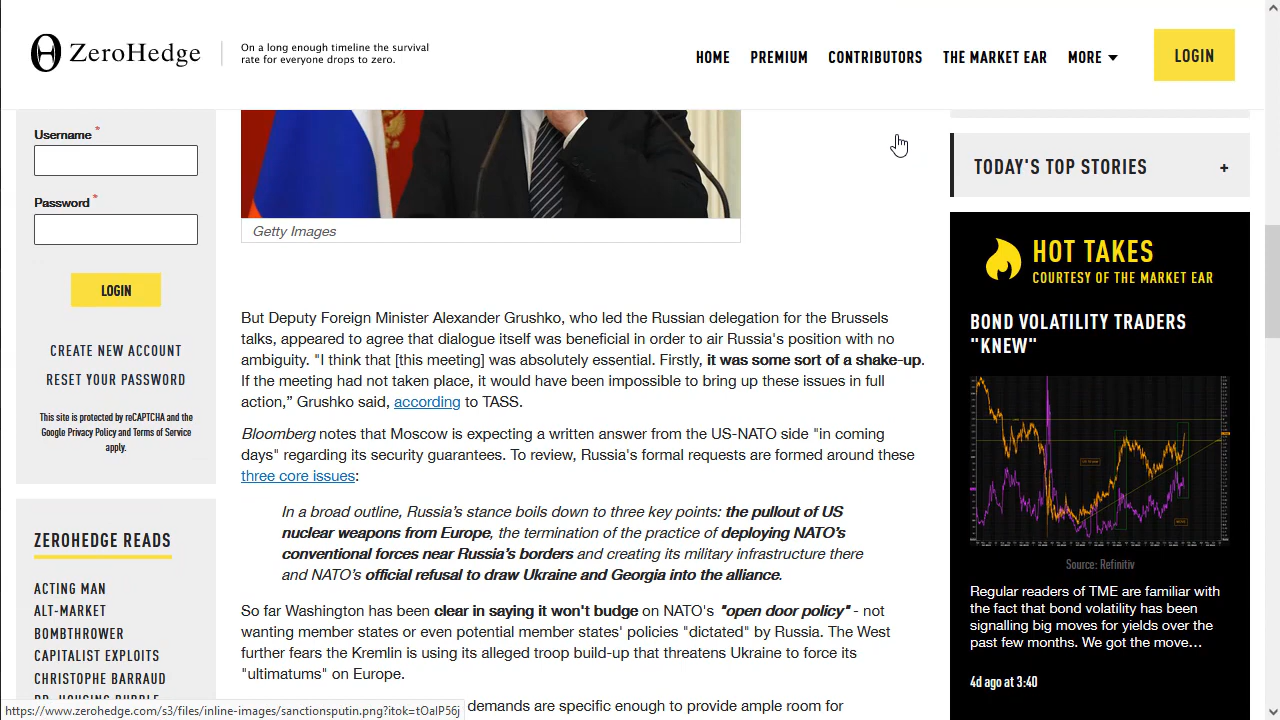 ZeroHedge
On a long enough timeline the survival
rate for everyone drops to zero.
HOME PREMIUM CONTRIBUTORS THE MARKET EAR MORE
LOGIN
Username *
Password *
LOGIN
CREATE NEW ACCOUNT
RESET YOUR PASSWORD
This site is protected by reCAPTCHA and the
Google Privacy Policy and Terms of Service
apply.
ZEROHEDGE READS
ACTING MAN
ALT-MARKET
BOMBTHROWER
CAPITALIST EXPLOITS
CHRISTOPHE BARRAUD
DR. HOUSING BUBBLE
Getty Images
But Deputy Foreign Minister Alexander Grushko, who led the Russian delegation for the Brussels
talks, appeared to agree that dialogue itself was beneficial in order to air Russia's position with no
ambiguity. "I think that [this meeting] was absolutely essential. Firstly, it was some sort of a shake-up.
If the meeting had not taken place, it would have been impossible to bring up these issues in full
action,” Grushko said, according to TASS.
Bloomberg notes that Moscow is expecting a written answer from the US-NATO side "in coming
days" regarding its security guarantees. To review, Russia's formal requests are formed around these
three core issues:
In a broad outline, Russia’s stance boils down to three key points: the pullout of US
nuclear weapons from Europe, the termination of the practice of deploying NATO’s
conventional forces near Russia’s borders and creating its military infrastructure there
and NATO’s official refusal to draw Ukraine and Georgia into the alliance.
So far Washington has been clear in saying it won't budge on NATO's "open door policy" - not
wanting member states or even potential member states' policies "dictated" by Russia. The West
further fears the Kremlin is using its alleged troop build-up that threatens Ukraine to force its
"ultimatums" on Europe.
demands are specific enough to provide ample room for
TODAY'S TOP STORIES +
HOT TAKES
COURTESY OF THE MARKET EAR
BOND VOLATILITY TRADERS
"KNEW"
Source: Refinitiv
Regular readers of TME are familiar with
the fact that bond volatility has been
signalling big moves for yields over the
past few months. We got the move...
4d ago at 3:40
https://www.zerohedge.com/s3/files/inline-images/sanctionsputin.png?itok=tOalP56j